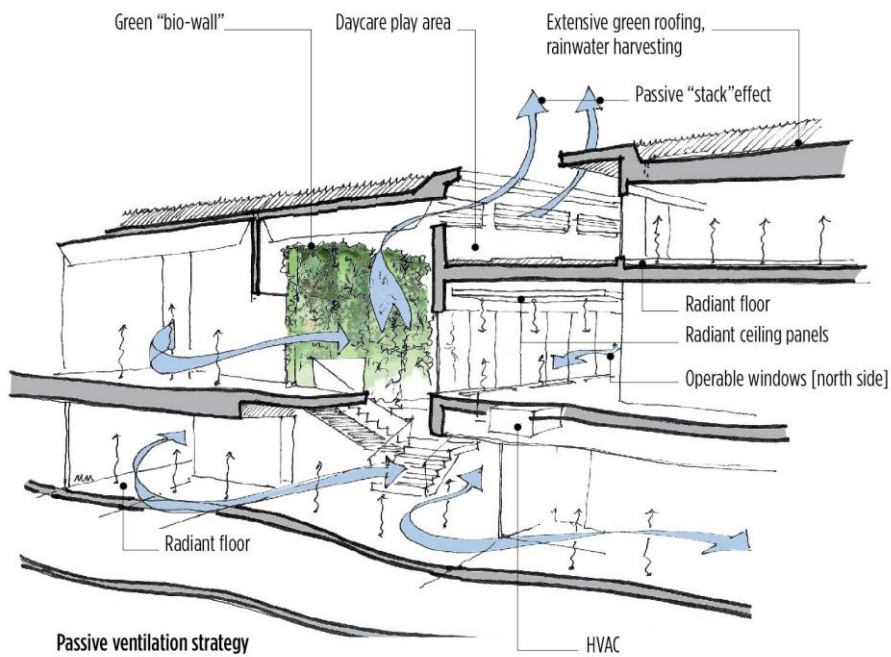 Green “bio-wall”
Daycare play area
Extensive green roofing,
rainwater harvesting
Passive “stack”effect
Radiant floor
Radiant ceiling panels
Operable windows [north side]
Radiant floor
HVAC
Passive ventilation strategy